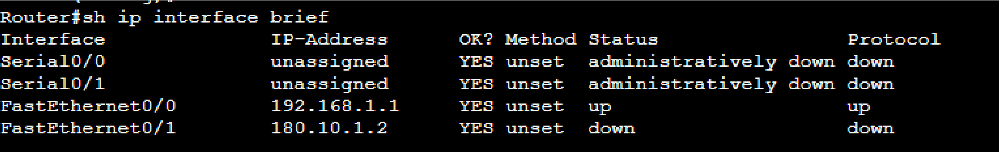 Router#sh ip interface brief
Interface IP-Address OK? Method Status Protocol
Serial0/0 unassigned YES unset administratively down down
Serial0/1 unassigned YES unset administratively down down
FastEthernet0/0 192.168.1.1 YES unset up up
FastEthernet0/1 180.10.1.2 YES unset down down